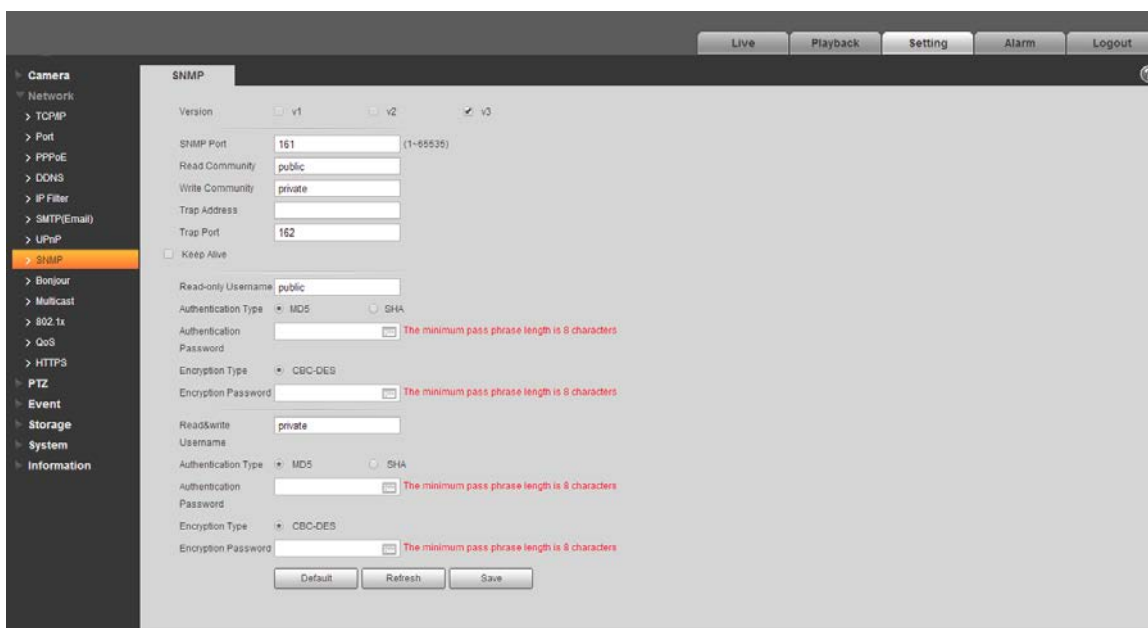 Live Playback Setting Alarm Logout
Camera
Network
TCP/IP
Port
PPPoE
DDNS
IP Filter
SMTP(Email)
UPnP
SNMP
Bonjour
Multicast
802.1x
QoS
HTTPS
PTZ
Event
Storage
System
Information
SNMP
Version v1 v2 v3
SNMP Port 161 (1~65535)
Read Community public
Write Community private
Trap Address
Trap Port 162
Keep Alive
Read-only Username public
Authentication Type MD5 SHA
Authentication Password The minimum pass phrase length is 8 characters
Encryption Type CBC-DES
Encryption Password The minimum pass phrase length is 8 characters
Read&write Username private
Authentication Type MD5 SHA
Authentication Password The minimum pass phrase length is 8 characters
Encryption Type CBC-DES
Encryption Password The minimum pass phrase length is 8 characters
Default Refresh Save